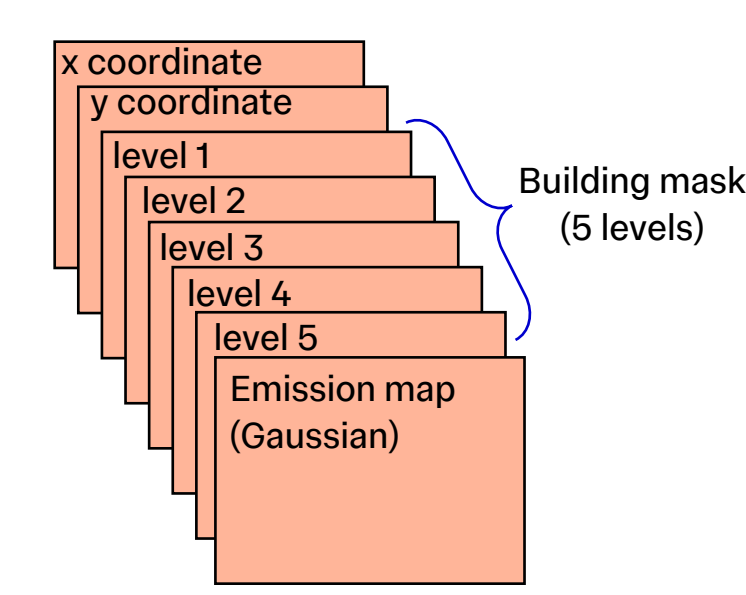 x coordinate
y coordinate
level 1
level 2
level 3
level 4
level 5
Emission map
(Gaussian)
Building mask
(5 levels)